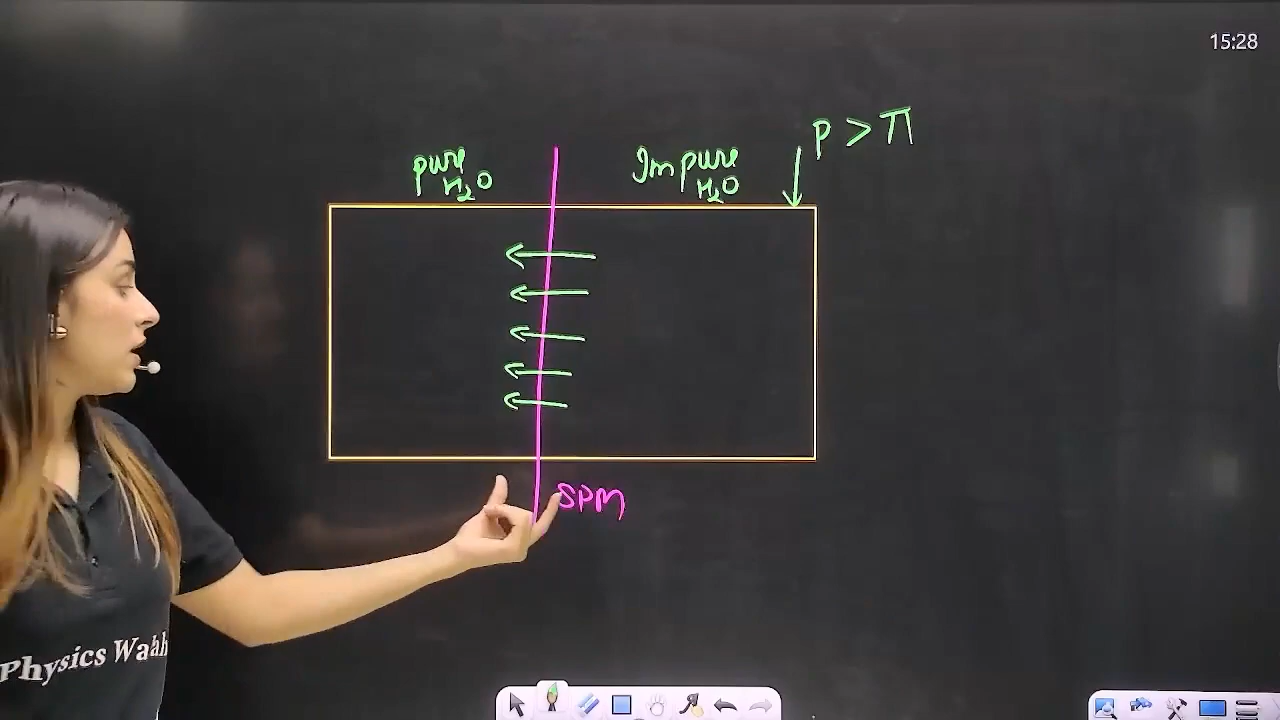 15:28
P > π
pure
H₂O
Impure
H₂O
SPM
Physics Wallah